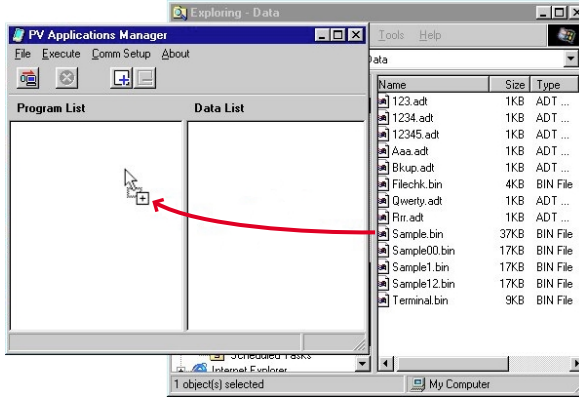 Exploring - Data
PV Applications Manager
Tools Help
File Execute Comm Setup About
Data
Name Size Type
Program List Data List
123.adt 1KB ADT ...
1234.adt 1KB ADT ...
12345.adt 1KB ADT ...
Aaa.adt 1KB ADT ...
Bkup.adt 1KB ADT ...
Filechk.bin 4KB BIN File
Qwerty.adt 1KB ADT ...
Rrr.adt 1KB ADT ...
Sample.bin 37KB BIN File
Sample00.bin 17KB BIN File
Sample1.bin 17KB BIN File
Sample12.bin 17KB BIN File
Terminal.bin 9KB BIN File
Scheduled Tasks
Internet Explorer
1 object(s) selected My Computer